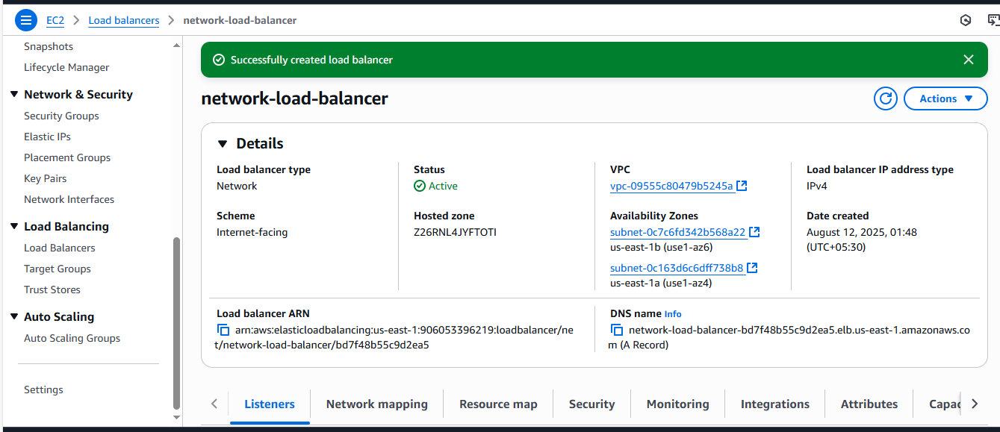 EC2 > Load balancers > network-load-balancer
Snapshots
Lifecycle Manager
Network & Security
Security Groups
Elastic IPs
Placement Groups
Key Pairs
Network Interfaces
Load Balancing
Load Balancers
Target Groups
Trust Stores
Auto Scaling
Auto Scaling Groups
Settings
Successfully created load balancer
network-load-balancer
Actions
Details
Load balancer type
Network
Status
Active
VPC
vpc-09555c80479b5245a
Load balancer IP address type
IPv4
Scheme
Internet-facing
Hosted zone
Z26RNL4JYFTOTI
Availability Zones
subnet-0c7c6fd342b568a22
us-east-1b (use1-az6)
subnet-0c163d6c6dff738b8
us-east-1a (use1-az4)
Date created
August 12, 2025, 01:48
(UTC+05:30)
Load balancer ARN
arn:aws:elasticloadbalancing:us-east-1:906053396219:loadbalancer/ne
t/network-load-balancer/bd7f48b55c9d2ea5
DNS name Info
network-load-balancer-bd7f48b55c9d2ea5.elb.us-east-1.amazonaws.co
m (A Record)
Listeners
Network mapping
Resource map
Security
Monitoring
Integrations
Attributes
Capac